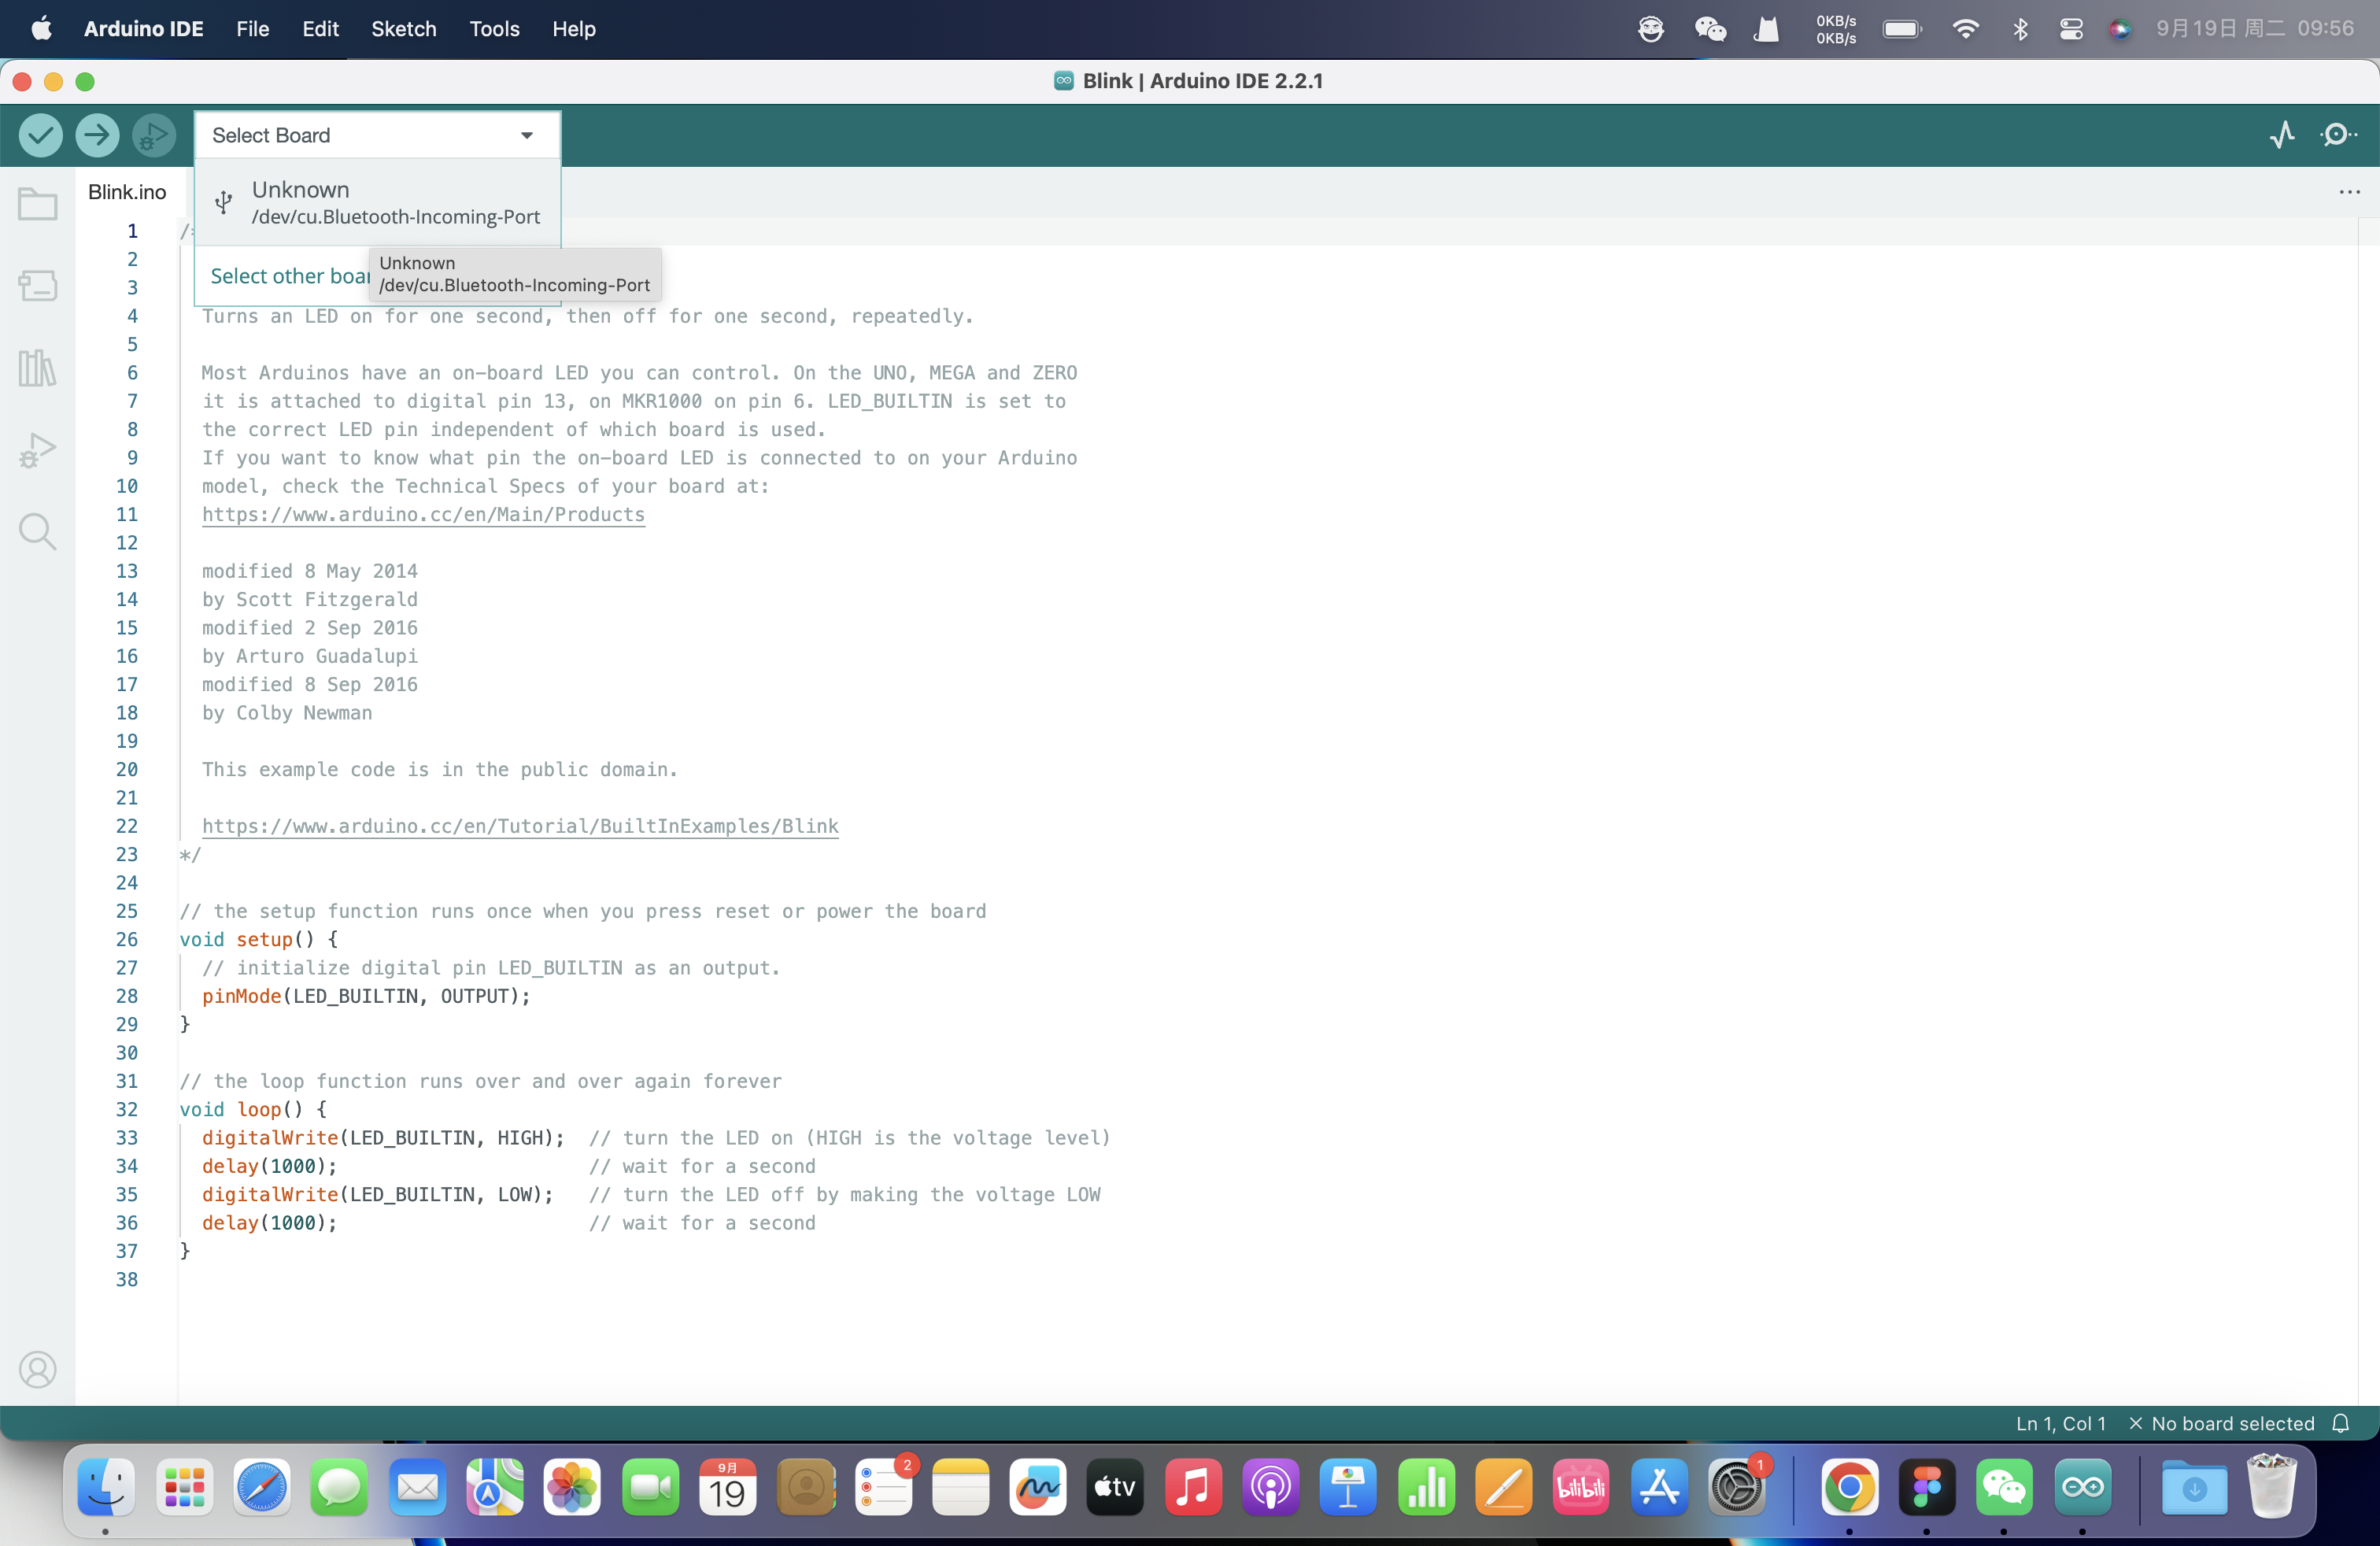 Arduino IDE File Edit Sketch Tools Help
0KB/s
0KB/s
9月19日 周二 09:56
Blink | Arduino IDE 2.2.1
Select Board
Unknown
/dev/cu.Bluetooth-Incoming-Port
Unknown
/dev/cu.Bluetooth-Incoming-Port
Select other
Blink.ino
1 /*
2
3
4 Turns an LED on for one second, then off for one second, repeatedly.
5
6 Most Arduinos have an on-board LED you can control. On the UNO, MEGA and ZERO
7 it is attached to digital pin 13, on MKR1000 on pin 6. LED_BUILTIN is set to
8 the correct LED pin independent of which board is used.
9 If you want to know what pin the on-board LED is connected to on your Arduino
10 model, check the Technical Specs of your board at:
11 https://www.arduino.cc/en/Main/Products
12
13 modified 8 May 2014
14 by Scott Fitzgerald
15 modified 2 Sep 2016
16 by Arturo Guadalupi
17 modified 8 Sep 2016
18 by Colby Newman
19
20 This example code is in the public domain.
21
22 https://www.arduino.cc/en/Tutorial/BuiltInExamples/Blink
23 */
24
25 // the setup function runs once when you press reset or power the board
26 void setup() {
27 // initialize digital pin LED_BUILTIN as an output.
28 pinMode(LED_BUILTIN, OUTPUT);
29 }
30
31 // the loop function runs over and over again forever
32 void loop() {
33 digitalWrite(LED_BUILTIN, HIGH);  // turn the LED on (HIGH is the voltage level)
34 delay(1000);                      // wait for a second
35 digitalWrite(LED_BUILTIN, LOW);   // turn the LED off by making the voltage LOW
36 delay(1000);                      // wait for a second
37 }
38
Ln 1, Col 1 × No board selected
9月
19
2
tv
bilibili
1